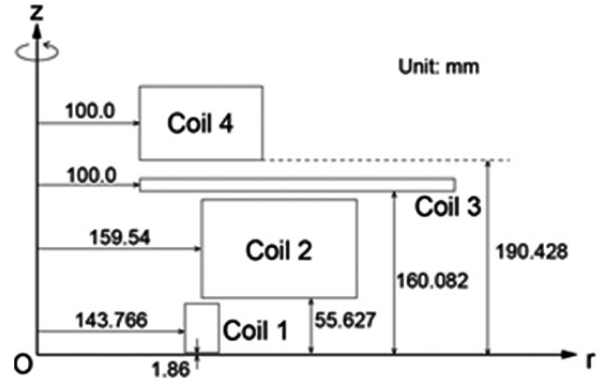 z
Unit: mm
100.0
Coil 4
100.0
Coil 3
159.54
Coil 2
190.428
160.082
143.766
Coil 1
55.627
O
1.86
r